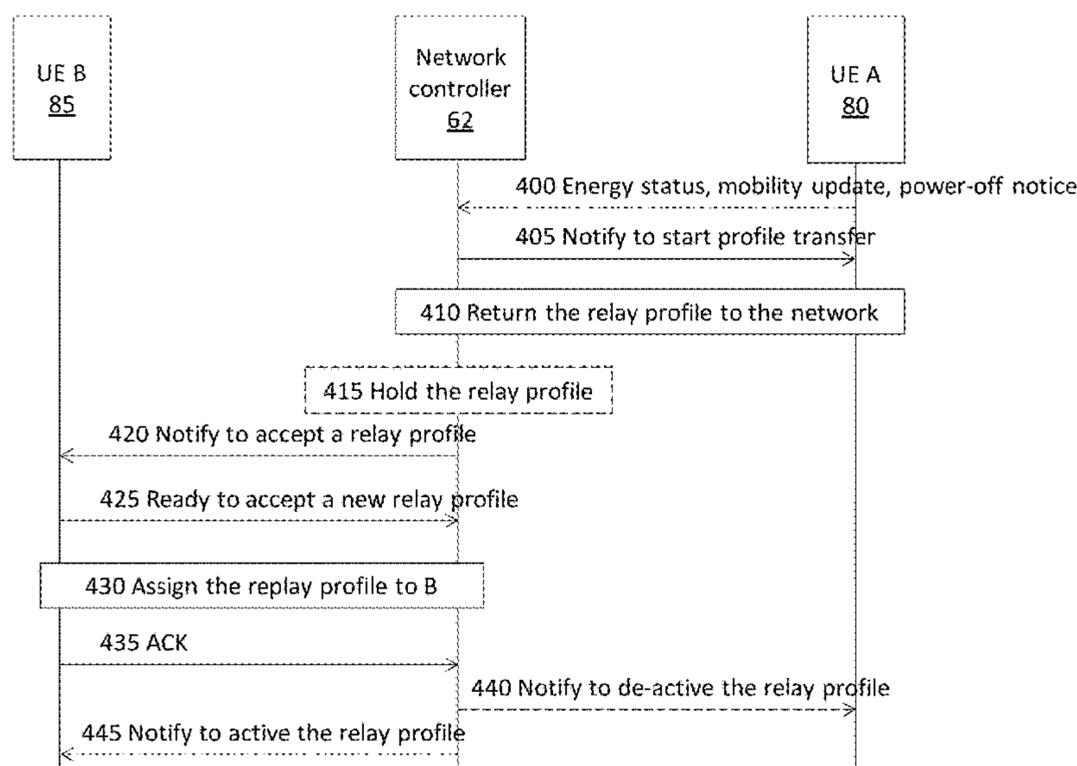 UE B
85
Network
controller
62
UE A
80
400 Energy status, mobility update, power-off notice
405 Notify to start profile transfer
410 Return the relay profile to the network
415 Hold the relay profile
420 Notify to accept a relay profile
425 Ready to accept a new relay profile
430 Assign the replay profile to B
435 ACK
440 Notify to de-active the relay profile
445 Notify to active the relay profile